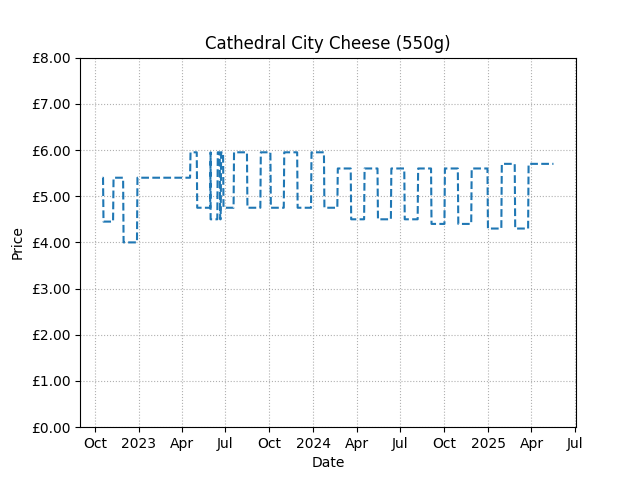 Cathedral City Cheese (550g)
£8.00
£7.00
£6.00
£5.00
£4.00
£3.00
£2.00
£1.00
£0.00
Price
Oct 2023 Apr Jul Oct 2024 Apr Jul Oct 2025 Apr Jul
Date